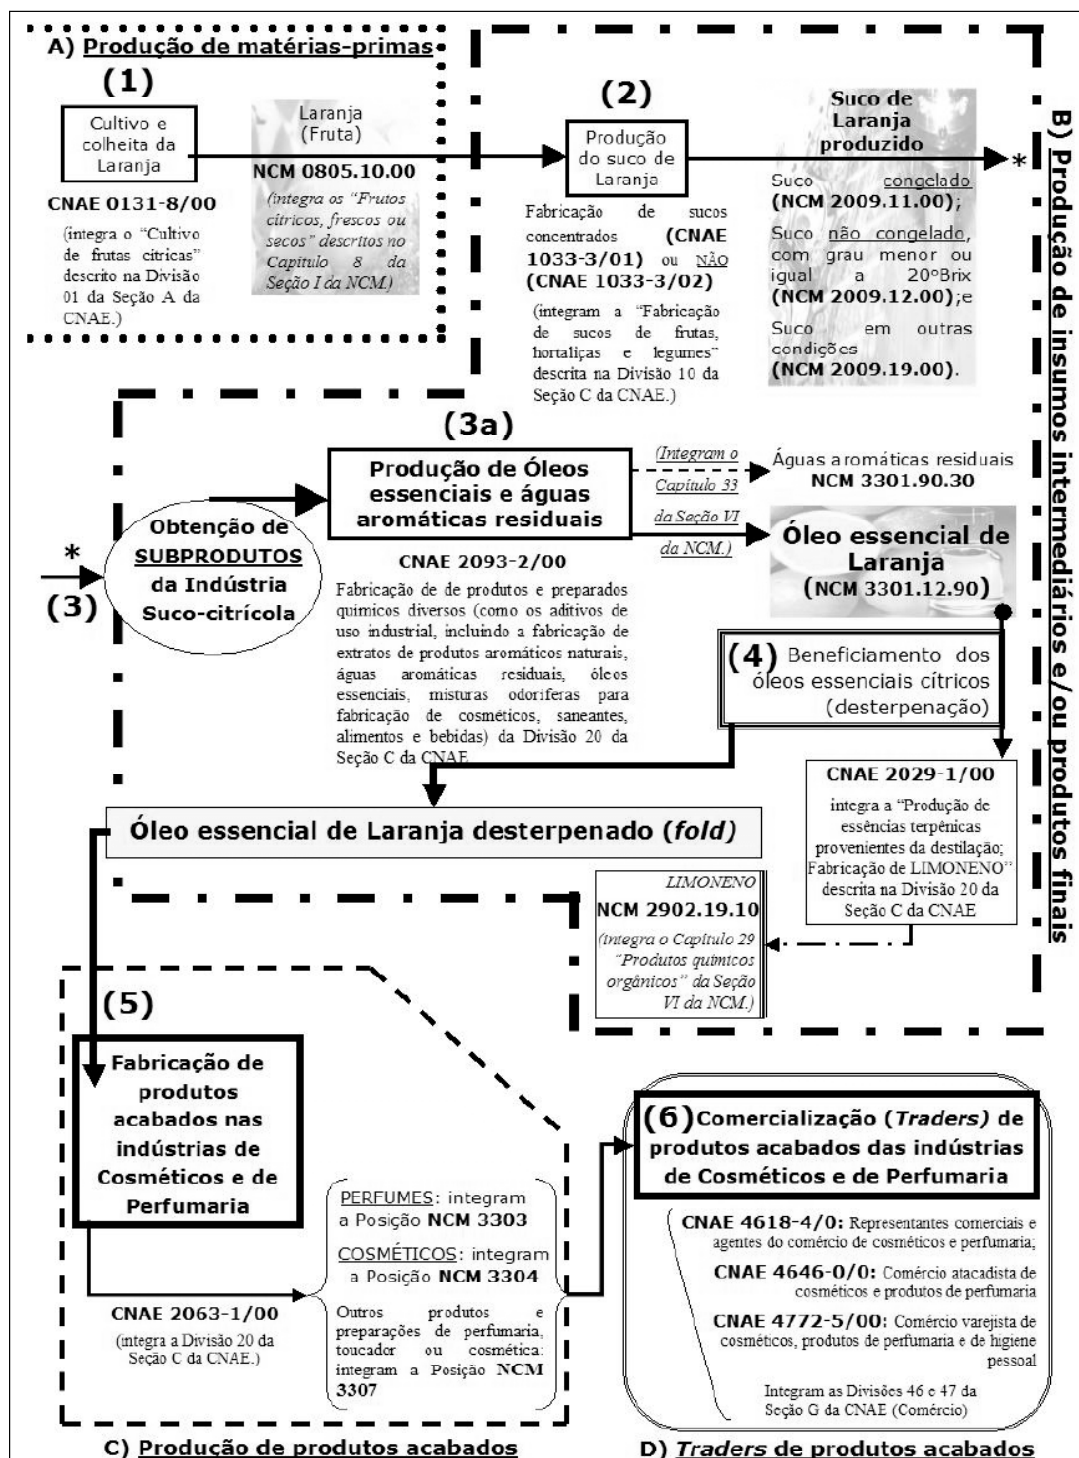 A) Produção de matérias-primas
(1)
Cultivo e
colheita da
Laranja
CNAE 0131-8/00
(integra o “Cultivo
de frutas cítricas”
descrito na Divisão
01 da Seção A da
CNAE.)
Laranja
(Fruta)
NCM 0805.10.00
(integra os “Frutos
cítricos, frescos ou
secos” descritos no
Capítulo 8 da
Seção I da NCM.)
(2)
Produção
do suco de
Laranja
Fabricação de sucos
concentrados (CNAE
1033-3/01) ou NÃO
(CNAE 1033-3/02)
(integram a “Fabricação
de sucos de frutas,
hortaliças e legumes”
descrita na Divisão 10 da
Seção C da CNAE.)
Suco de
Laranja
produzido
*
Suco congelado
(NCM 2009.11.00);
Suco não congelado,
com grau menor ou
igual a 20ºBrix
(NCM 2009.12.00);e
Suco em outras
condições
(NCM 2009.19.00).
B) Produção de insumos intermediários e/ou produtos finais
*
(3)
Obtenção de
SUBPRODUTOS
da Indústria
Suco-citrícola
(3a)
Produção de Óleos
essenciais e águas
aromáticas residuais
CNAE 2093-2/00
Fabricação de de produtos e preparados
químicos diversos (como os aditivos de
uso industrial, incluindo a fabricação de
extratos de produtos aromáticos naturais,
águas aromáticas residuais, óleos
essenciais, misturas odoríferas para
fabricação de cosméticos, saneantes,
alimentos e bebidas) da Divisão 20 da
Seção C da CNAE
(Integram o
Capítulo 33
da Seção VI
da NCM.)
Águas aromáticas residuais
NCM 3301.90.30
Óleo essencial de
Laranja
(NCM 3301.12.90)
(4) Beneficiamento dos
óleos essenciais cítricos
(desterpenação)
CNAE 2029-1/00
integra a “Produção de
essências terpênicas
provenientes da destilação;
Fabricação de LIMONENO”
descrita na Divisão 20 da
Seção C da CNAE
Óleo essencial de Laranja desterpenado (fold)
LIMONENO
NCM 2902.19.10
(integra o Capítulo 29
“Produtos químicos
orgânicos” da Seção
VI da NCM.)
(5)
Fabricação de
produtos
acabados nas
indústrias de
Cosméticos e de
Perfumaria
CNAE 2063-1/00
(integra a Divisão 20 da
Seção C da CNAE.)
PERFUMES: integram
a Posição NCM 3303
COSMÉTICOS: integram
a Posição NCM 3304
Outros produtos e
preparações de perfumaria,
toucador ou cosmética:
integram a Posição NCM
3307
C) Produção de produtos acabados
(6) Comercialização (Traders) de
produtos acabados das indústrias
de Cosméticos e de Perfumaria
CNAE 4618-4/0: Representantes comerciais e
agentes do comércio de cosméticos e perfumaria;
CNAE 4646-0/0: Comércio atacadista de
cosméticos e produtos de perfumaria
CNAE 4772-5/00: Comércio varejista de
cosméticos, produtos de perfumaria e de higiene
pessoal
Integram as Divisões 46 e 47 da
Seção G da CNAE (Comércio)
D) Traders de produtos acabados